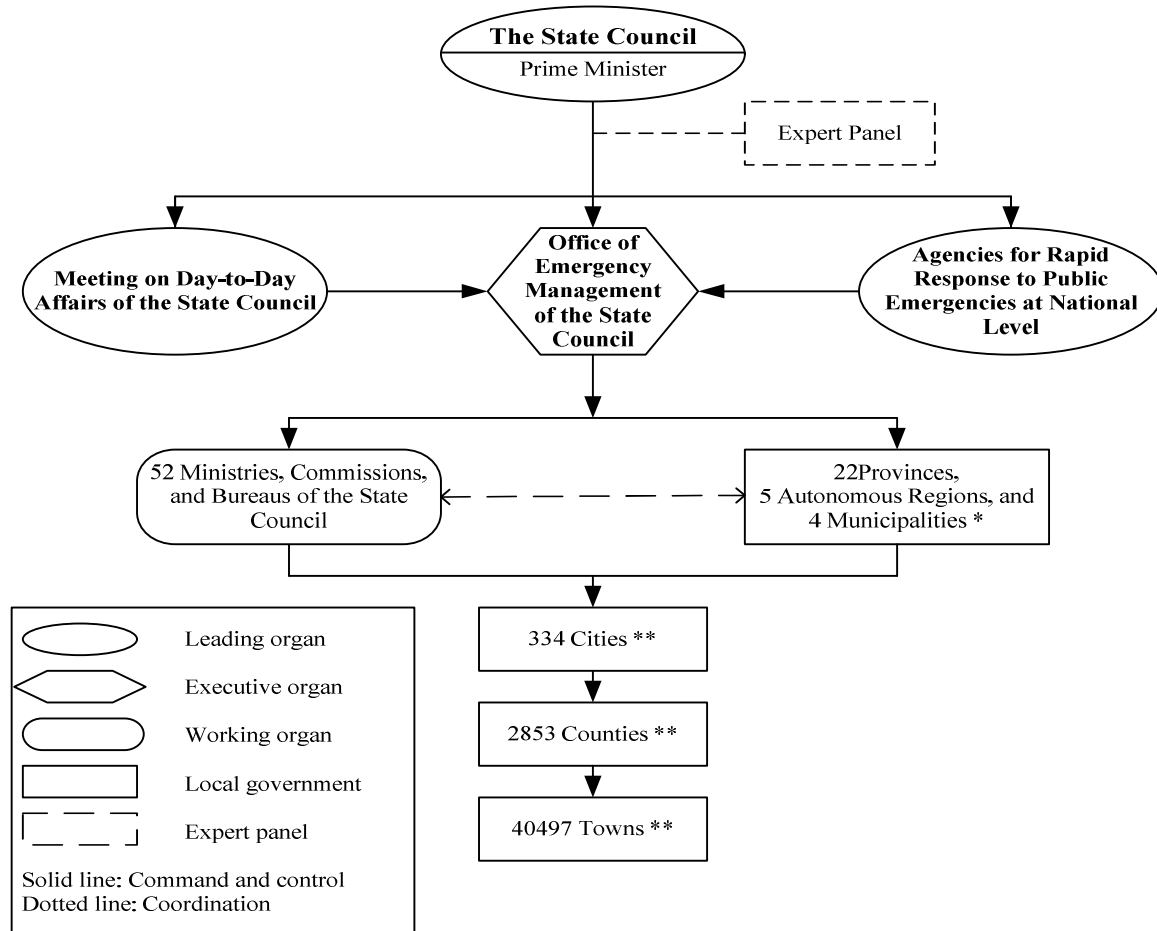 The State Council
Prime Minister
Expert Panel
Meeting on Day-to-Day
Affairs of the State Council
Office of
Emergency
Management
of the State
Council
Agencies for Rapid
Response to Public
Emergencies at National
Level
52 Ministries, Commissions,
and Bureaus of the State
Council
22Provinces,
5 Autonomous Regions, and
4 Municipalities *
334 Cities **
2853 Counties **
40497 Towns **
Leading organ
Executive organ
Working organ
Local government
Expert panel
Solid line: Command and control
Dotted line: Coordination